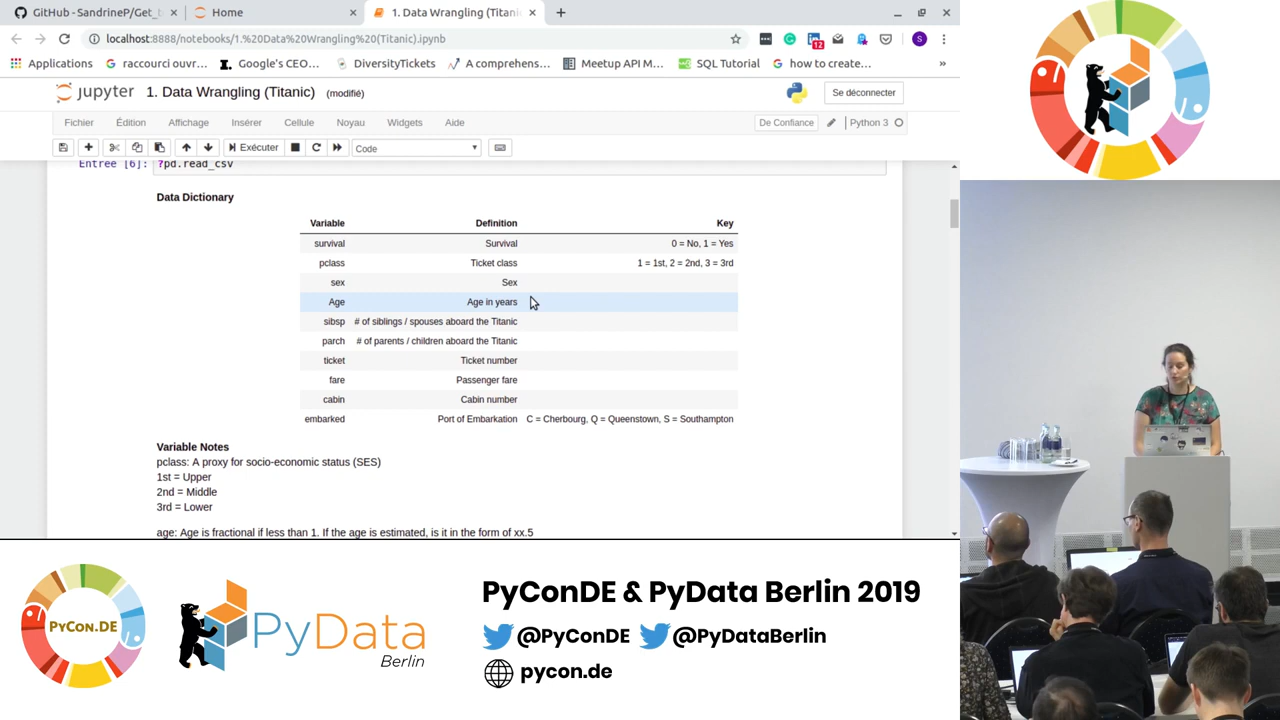 GitHub - SandrineP/Get_b
Home
1. Data Wrangling (Titani
localhost:8888/notebooks/1.%20Data%20Wrangling%20(Titanic).ipynb
12
S
Applications
raccourci ouvr...
Google's CEO...
DiversityTickets
A comprehens...
Meetup API M...
SQL Tutorial
how to create...
»
jupyter 1. Data Wrangling (Titanic) (modifié)
Se déconnecter
Fichier Édition Affichage Insérer Cellule Noyau Widgets Aide
De Confiance
Python 3
Exécuter
Code
Entrée [6]: ?pd.read_csv
Data Dictionary
Variable Definition Key
survival Survival 0 = No, 1 = Yes
pclass Ticket class 1 = 1st, 2 = 2nd, 3 = 3rd
sex Sex
Age Age in years
sibsp # of siblings / spouses aboard the Titanic
parch # of parents / children aboard the Titanic
ticket Ticket number
fare Passenger fare
cabin Cabin number
embarked Port of Embarkation C = Cherbourg, Q = Queenstown, S = Southampton
Variable Notes
pclass: A proxy for socio-economic status (SES)
1st = Upper
2nd = Middle
3rd = Lower
age: Age is fractional if less than 1. If the age is estimated, is it in the form of xx.5
PyCon.DE
PyData
Berlin
PyConDE & PyData Berlin 2019
@PyConDE @PyDataBerlin
pycon.de